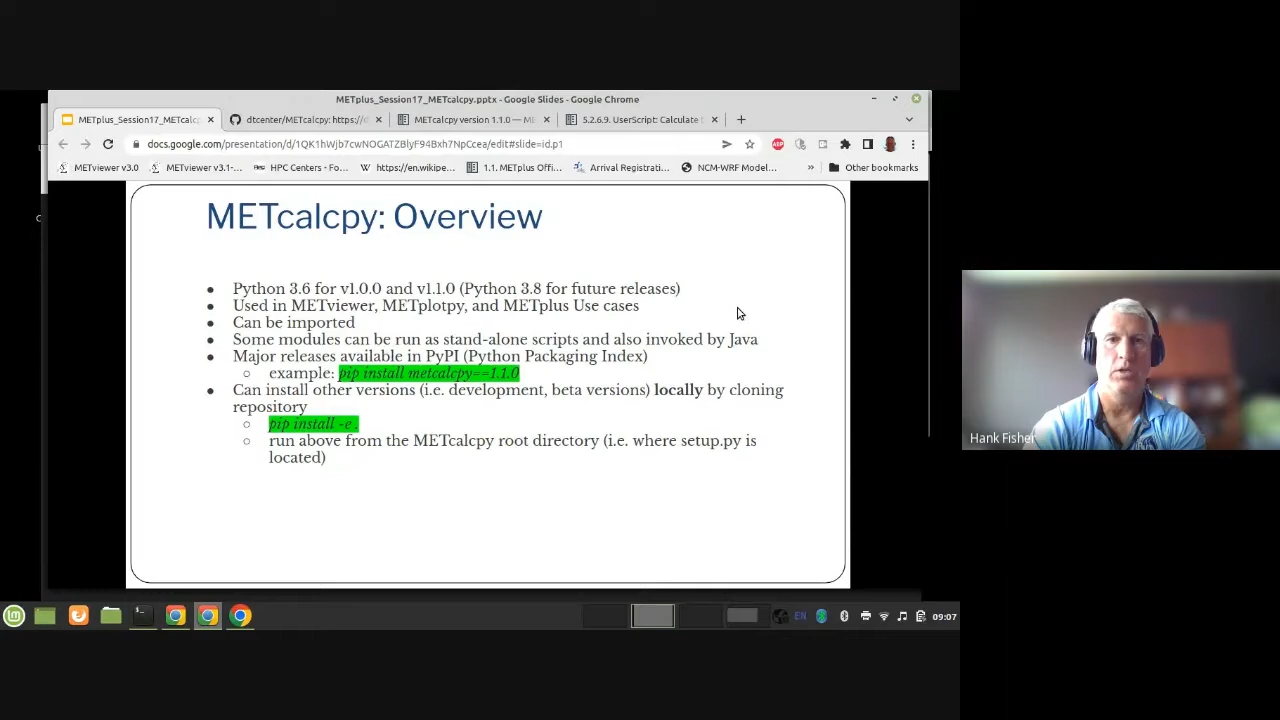 METplus_Session17_METcalcpy.pptx - Google Slides - Google Chrome
METplus_Session17_METcalc
dtcenter/METcalcpy: https://d
METcalcpy version 1.1.0 — M
5.2.6.9. UserScript: Calculate
docs.google.com/presentation/d/1QK1hWjb7cwNOGATZBlyF94Bxh7NpCcea/edit#slide=id.p1
METviewer v3.0
METviewer v3.1-...
HPC Centers - Fo...
https://en.wikipe...
1.1. METplus Offi...
Arrival Registrati...
NCM-WRF Model...
»
Other bookmarks
METcalcpy: Overview
● Python 3.6 for v1.0.0 and v1.1.0 (Python 3.8 for future releases)
● Used in METviewer, METplotpy, and METplus Use cases
● Can be imported
● Some modules can be run as stand-alone scripts and also invoked by Java
● Major releases available in PyPI (Python Packaging Index)
○ example: pip install metcalcpy==1.1.0
● Can install other versions (i.e. development, beta versions) locally by cloning
repository
○ pip install -e .
○ run above from the METcalcpy root directory (i.e. where setup.py is
located)
Hank Fisher
EN
09:07